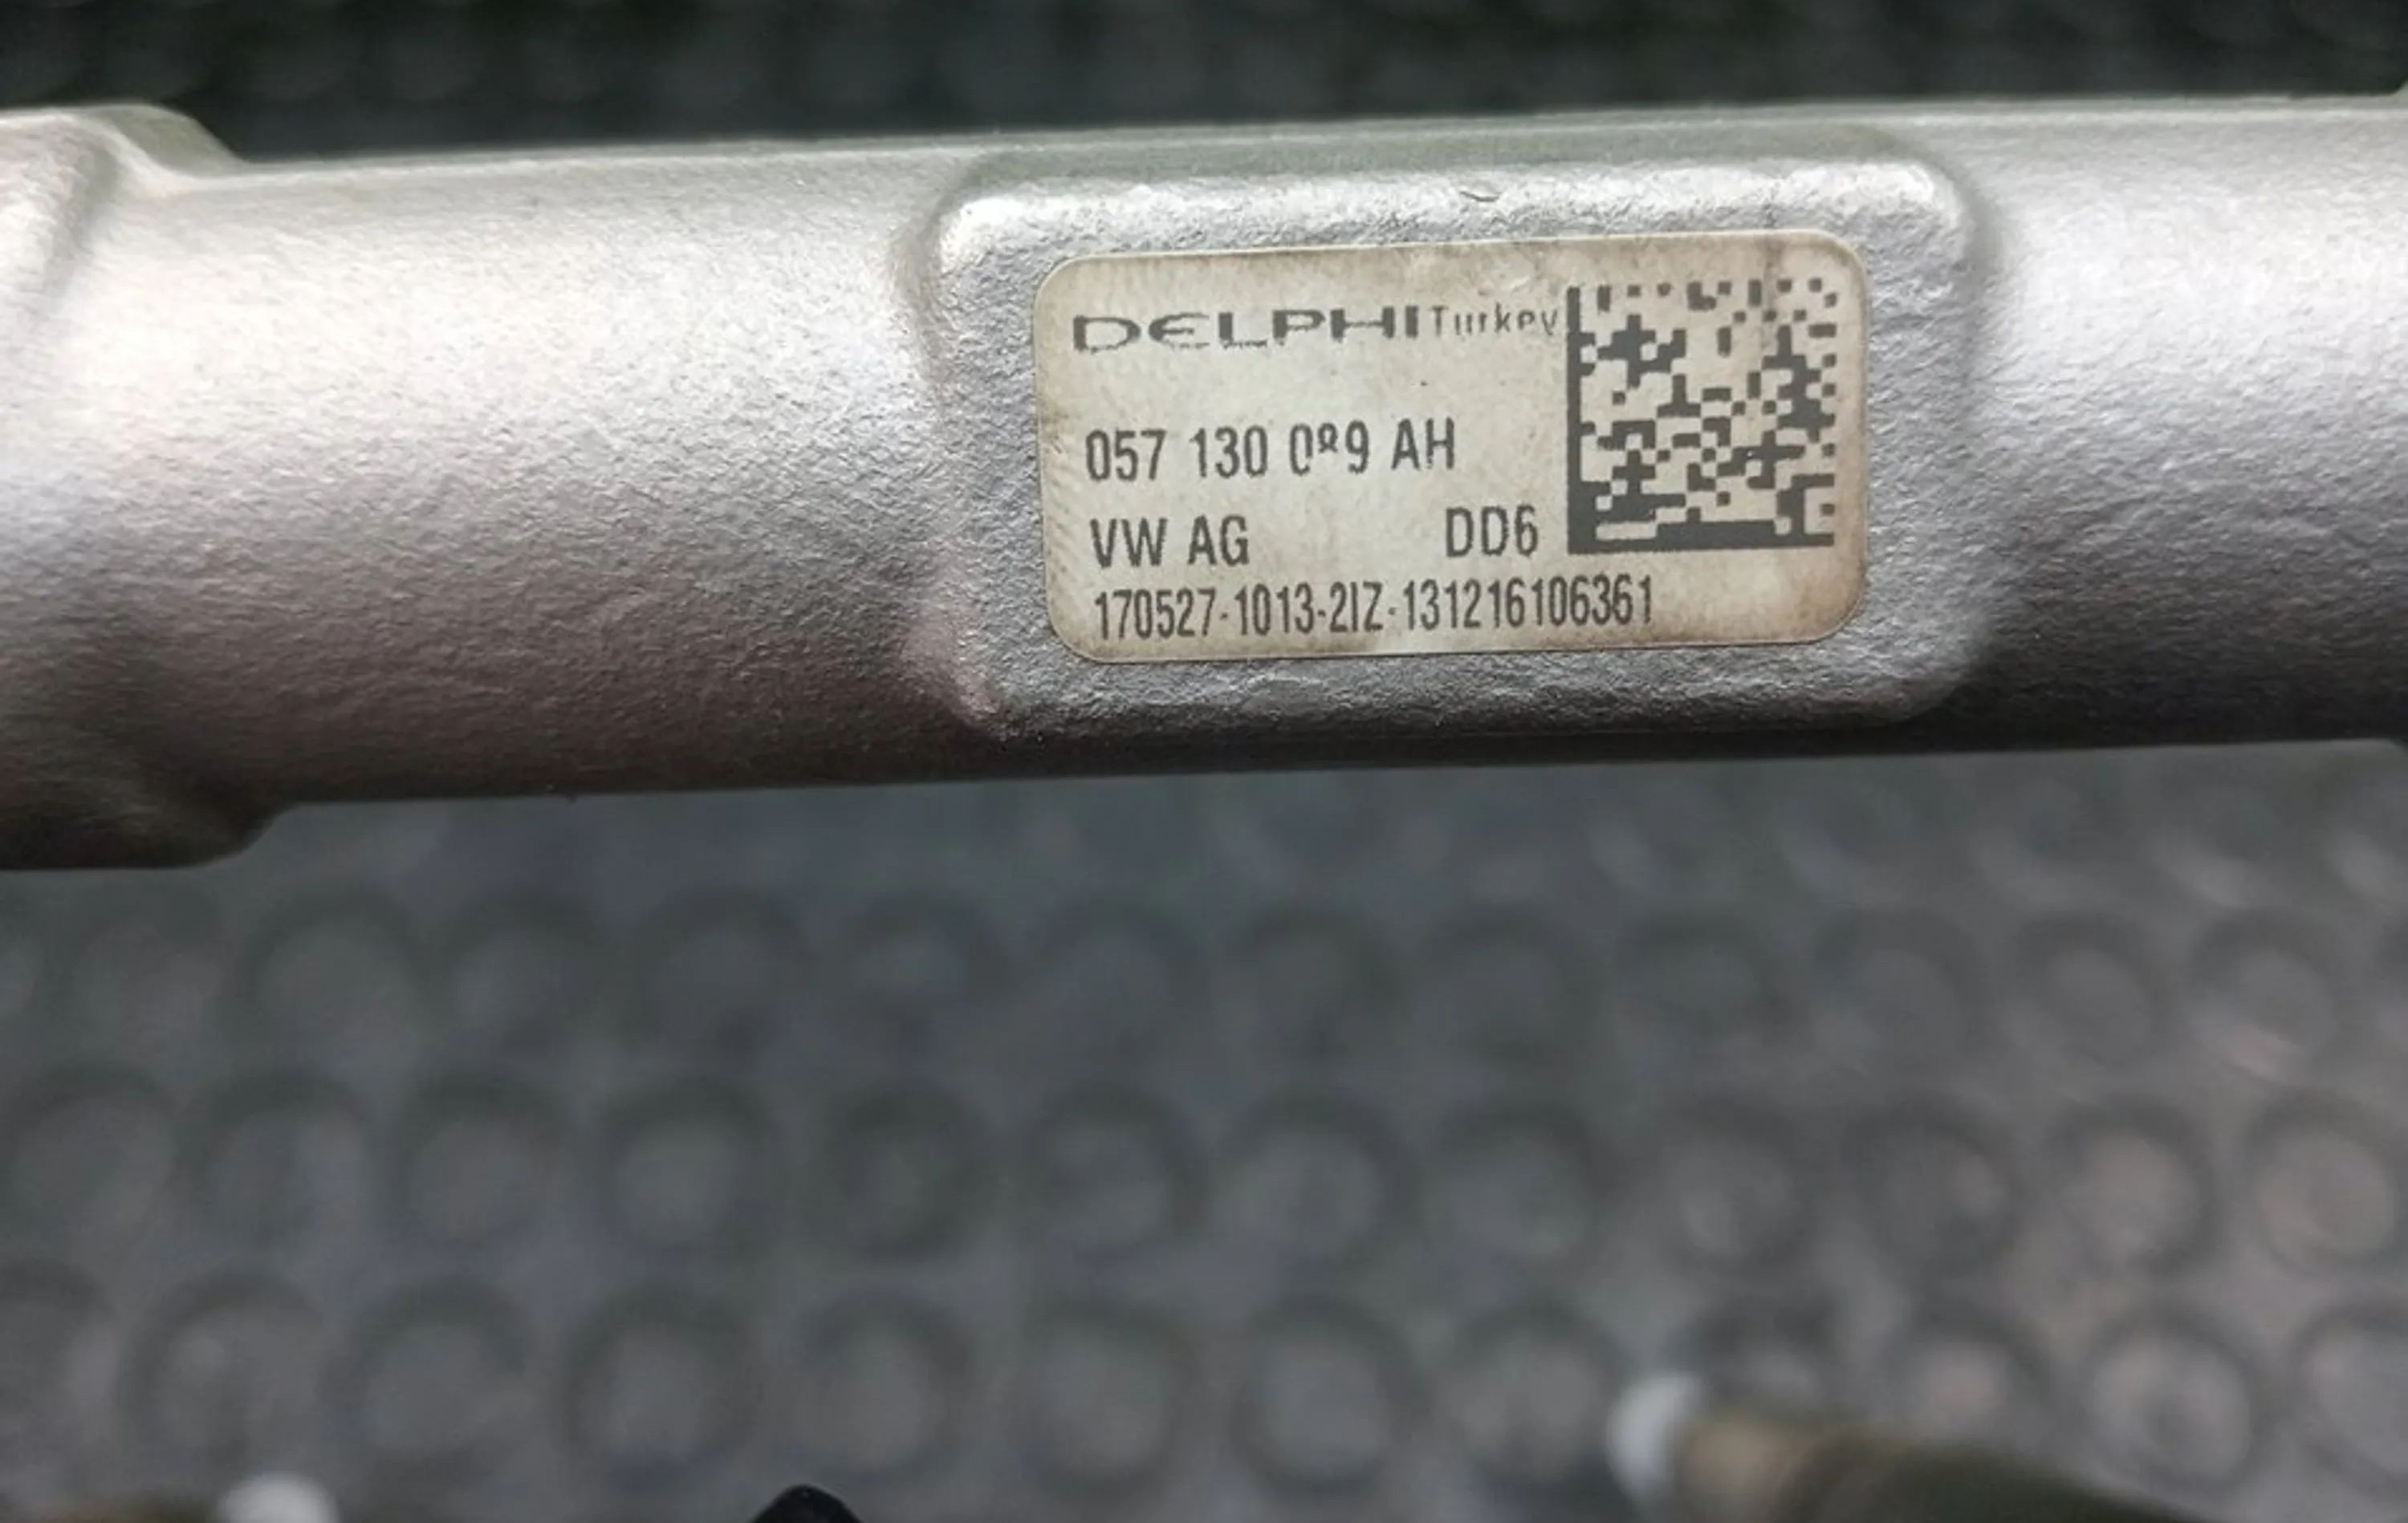 DELPHI Turkey
057 130 089 AH
VW AG DD6
170527-1013-2IZ-131216106361